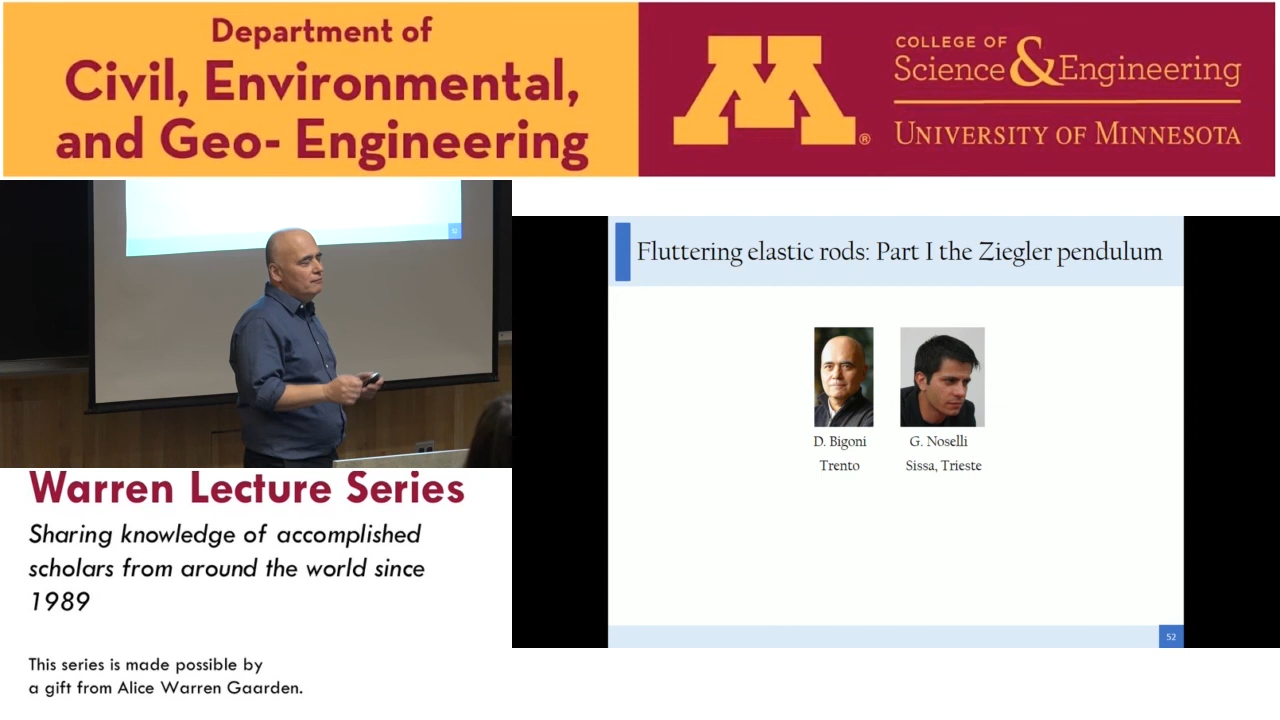 Department of
Civil, Environmental,
and Geo- Engineering
M®
COLLEGE OF
Science & Engineering
UNIVERSITY OF MINNESOTA
52
Fluttering elastic rods: Part I the Ziegler pendulum
D. Bigoni
Trento
G. Noselli
Sissa, Trieste
52
Warren Lecture Series
Sharing knowledge of accomplished
scholars from around the world since
1989
This series is made possible by
a gift from Alice Warren Gaarden.